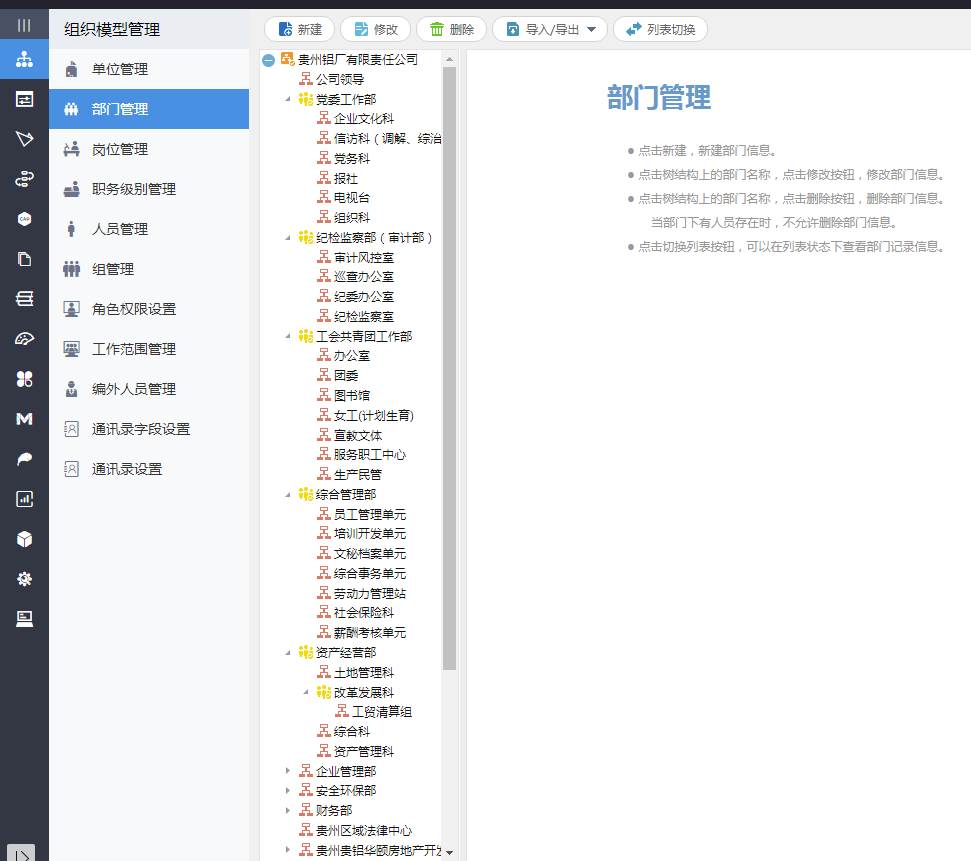 组织模型管理
单位管理
部门管理
岗位管理
职务级别管理
人员管理
组管理
角色权限设置
工作范围管理
编外人员管理
通讯录字段设置
通讯录设置
新建 修改 删除 导入/导出 列表切换
贵州铝厂有限责任公司
公司领导
党委工作部
企业文化科
信访科（调解、综治
党务科
报社
电视台
组织科
纪检监察部（审计部）
审计风控室
巡查办公室
纪委办公室
纪检监察室
工会共青团工作部
办公室
团委
图书馆
女工(计划生育)
宣教文体
服务职工中心
生产民管
综合管理部
员工管理单元
培训开发单元
文秘档案单元
综合事务单元
劳动力管理站
社会保险科
薪酬考核单元
资产经营部
土地管理科
改革发展科
工贸清算组
综合科
资产管理科
企业管理部
安全环保部
财务部
贵州区域法律中心
贵州贵铝华颐房地产开发
部门管理
● 点击新建，新建部门信息。
● 点击树结构上的部门名称，点击修改按钮，修改部门信息。
● 点击树结构上的部门名称，点击删除按钮，删除部门信息。
当部门下有人员存在时，不允许删除部门信息。
● 点击切换列表按钮，可以在列表状态下查看部门记录信息。